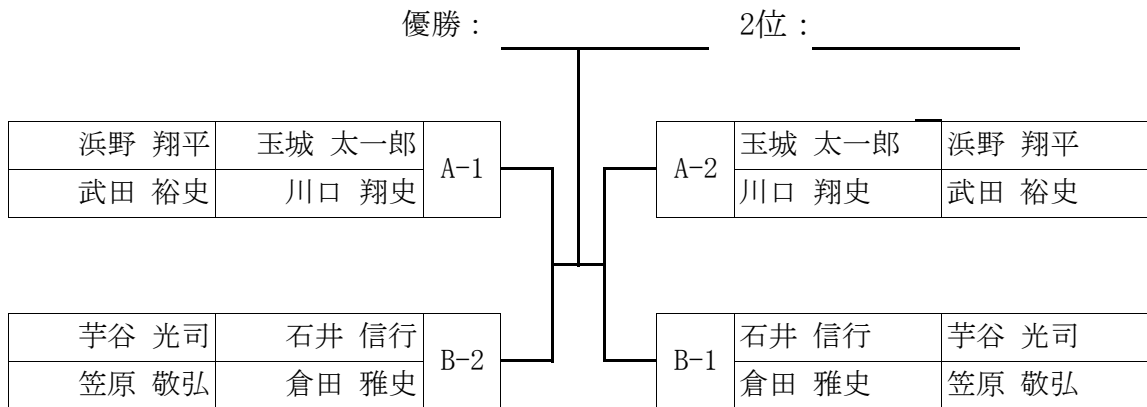 優勝： 2位：
浜野 翔平 玉城 太一郎 A-1 A-2 玉城 太一郎 浜野 翔平
武田 裕史 川口 翔史 川口 翔史 武田 裕史
芋谷 光司 石井 信行 B-2 B-1 石井 信行 芋谷 光司
笠原 敬弘 倉田 雅史 倉田 雅史 笠原 敬弘